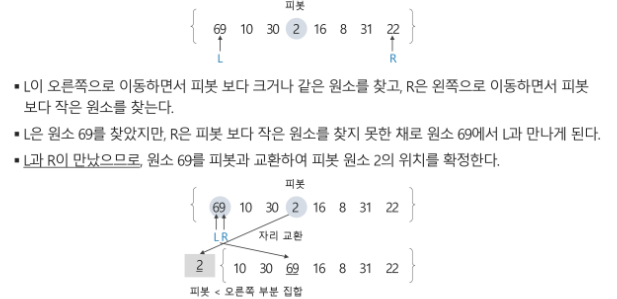 피봇
69 10 30 2 16 8 31 22
L R
▪ L이 오른쪽으로 이동하면서 피봇 보다 크거나 같은 원소를 찾고, R은 왼쪽으로 이동하면서 피봇
보다 작은 원소를 찾는다.
▪ L은 원소 69를 찾았지만, R은 피봇 보다 작은 원소를 찾지 못한 채로 원소 69에서 L과 만나게 된다.
▪ L과 R이 만났으므로, 원소 69를 피봇과 교환하여 피봇 원소 2의 위치를 확정한다.
피봇
69 10 30 2 16 8 31 22
L R 자리 교환
2 10 30 69 16 8 31 22
피봇 < 오른쪽 부분 집합